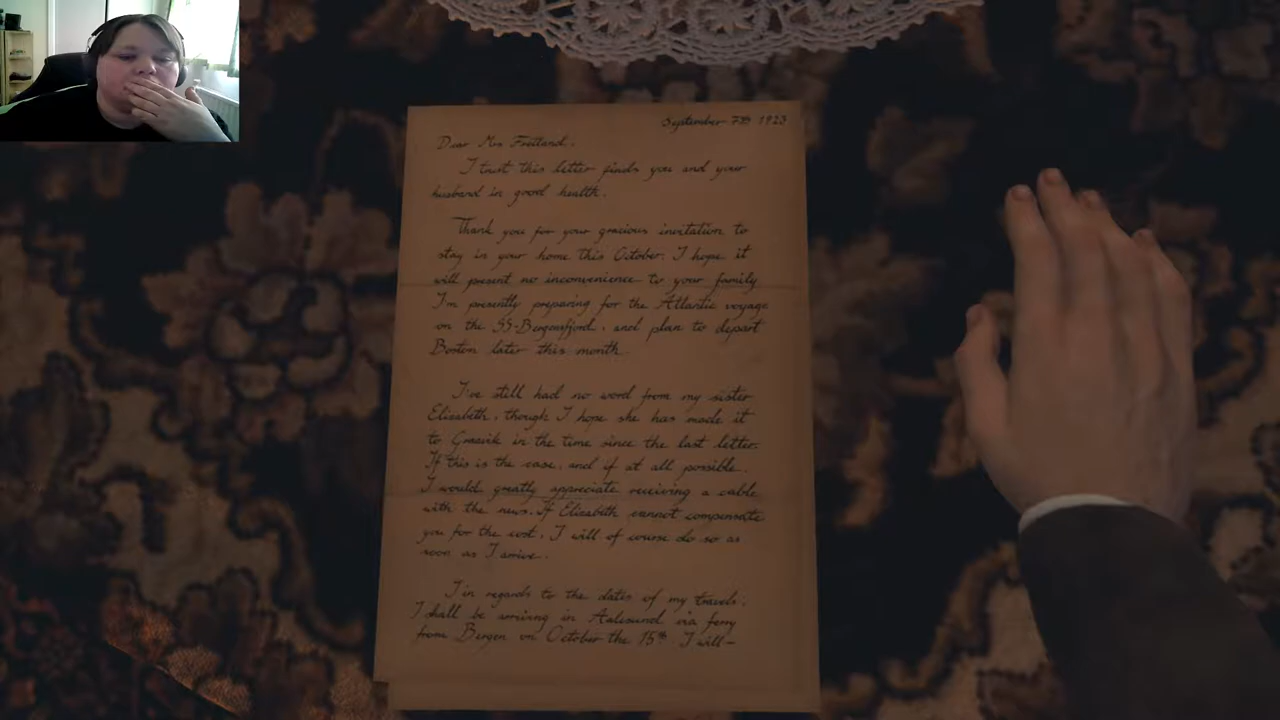 September 7th 1923
Dear Mrs Fretland,
I trust this letter finds you and your
husband in good health.
Thank you for your gracious invitation to
stay in your home this October. I hope it
will present no inconvenience to your family
I'm presently preparing for the Atlantic voyage
on the SS-Bergensfjord, and plan to depart
Boston later this month.
I've still had no word from my sister
Elizabeth, though I hope she has made it
to Gravik in the time since the last letter.
If this is the case, and if at all possible,
I would greatly appreciate receiving a cable
with the news. If Elizabeth cannot compensate
you for the cost, I will of course do so as
soon as I arrive.
I in regards to the dates of my travels,
I shall be arriving in Aalesund via ferry
from Bergen on October the 15th. I will-